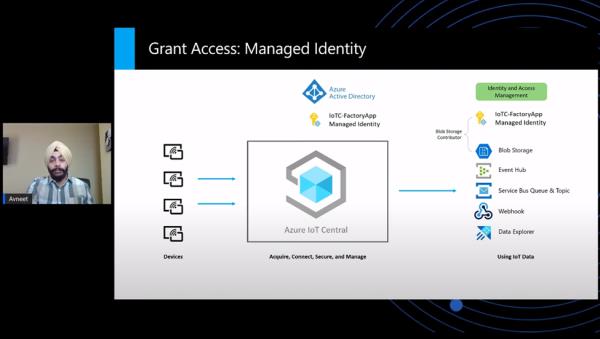 Grant Access: Managed Identity
Azure
Active Directory
IoTC-FactoryApp
Managed Identity
Identity and Access
Management
IoTC-FactoryApp
Managed Identity
Blob Storage
Contributor
Blob Storage
Event Hub
Service Bus Queue & Topic
Webhook
Data Explorer
Azure IoT Central
Avneet
Devices
Acquire, Connect, Secure, and Manage
Using IoT Data